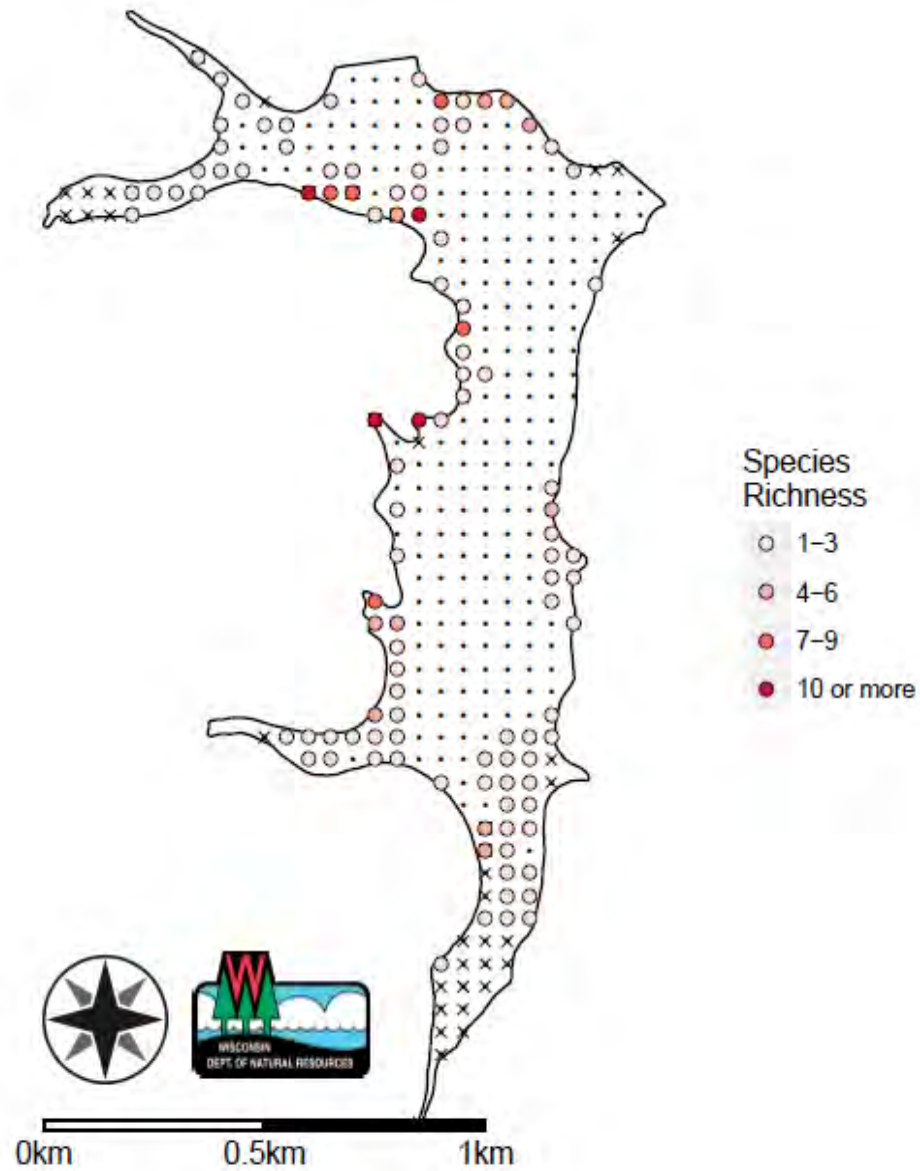 Species
Richness
1–3
4–6
7–9
10 or more
W
WISCONSIN
DEPT. OF NATURAL RESOURCES
0km 0.5km 1km